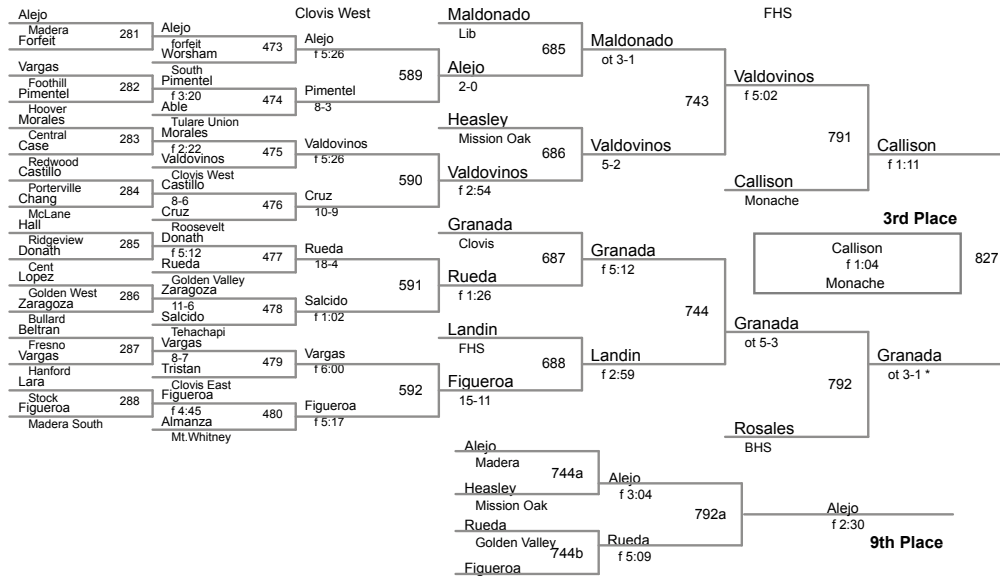 Clovis West
FHS
Alejo
Madera
Forfeit
281
Vargas
Foothill
Pimentel
282
Hoover
Morales
Central
Case
283
Redwood
Castillo
Porterville
Chang
284
McLane
Hall
Ridgeview
Donath
285
Cent
Lopez
Golden West
Zaragoza
286
Bullard
Beltran
Fresno
Vargas
287
Hanford
Lara
Stock
Figueroa
288
Madera South
Alejo
forfeit
Worsham
473
South
Pimentel
f 3:20
Able
474
Tulare Union
Morales
f 2:22
Valdovinos
475
Clovis West
Castillo
8-6
Cruz
476
Roosevelt
Donath
f 5:12
Rueda
477
Golden Valley
Zaragoza
11-6
Salcido
478
Tehachapi
Vargas
8-7
Tristan
479
Clovis East
Figueroa
f 4:45
Almanza
480
Mt.Whitney
Alejo
f 5:26
589
Pimentel
8-3
Valdovinos
f 5:26
590
Cruz
10-9
Rueda
18-4
591
Salcido
f 1:02
Vargas
f 6:00
592
Figueroa
f 5:17
Maldonado
Lib
685
Alejo
2-0
Heasley
Mission Oak
686
Valdovinos
f 2:54
Granada
Clovis
687
Rueda
f 1:26
Landin
FHS
688
Figueroa
15-11
Maldonado
ot 3-1
743
Valdovinos
5-2
Granada
f 5:12
744
Landin
f 2:59
Valdovinos
f 5:02
791
Callison
Monache
Granada
ot 5-3
792
Rosales
BHS
Callison
f 1:11
3rd Place
Callison
f 1:04
Monache
827
Granada
ot 3-1 *
Alejo
Madera
744a
Heasley
Mission Oak
Rueda
Golden Valley
744b
Figueroa
Alejo
f 3:04
792a
Rueda
f 5:09
Alejo
f 2:30
9th Place